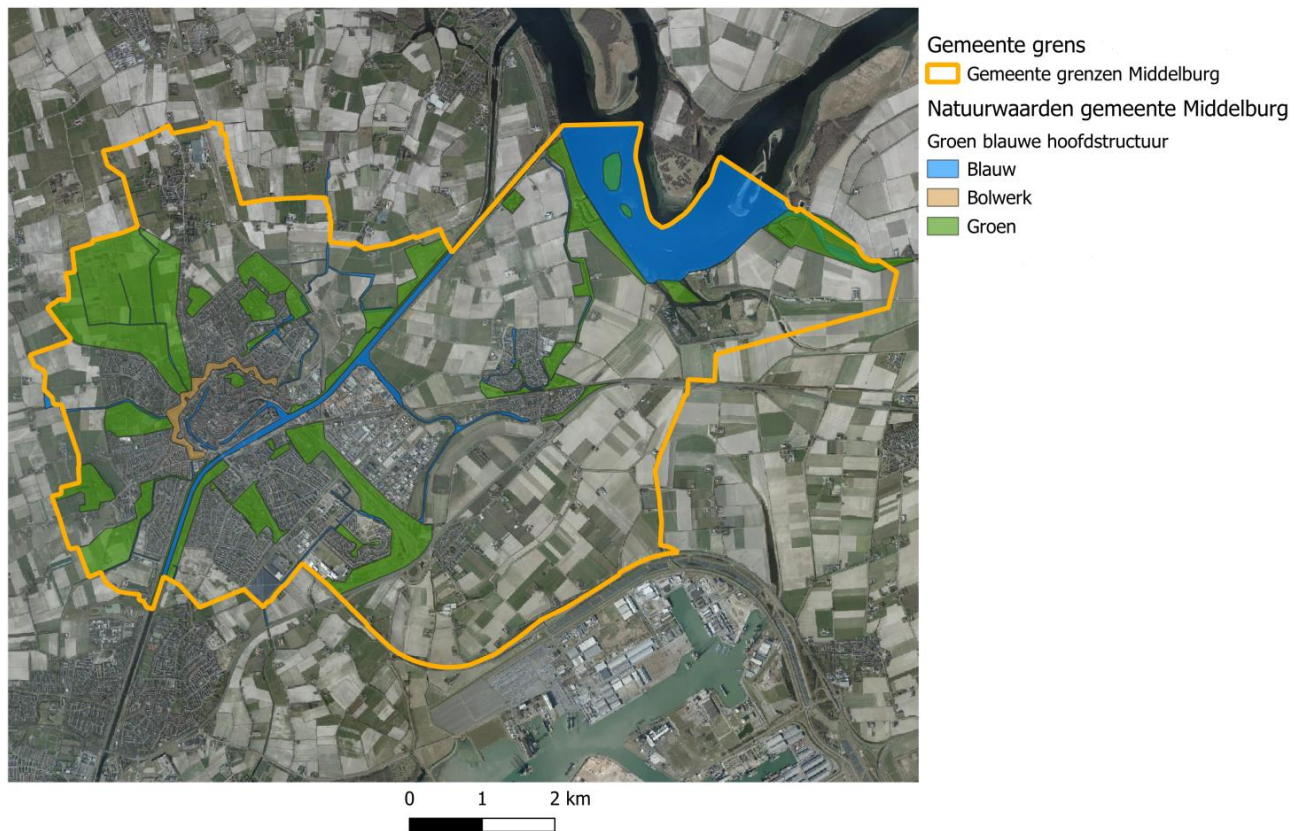 Gemeente grens
Gemeente grenzen Middelburg
Natuurwaarden gemeente Middelburg
Groen blauwe hoofdstructuur
Blauw
Bolwerk
Groen
0 1 2 km